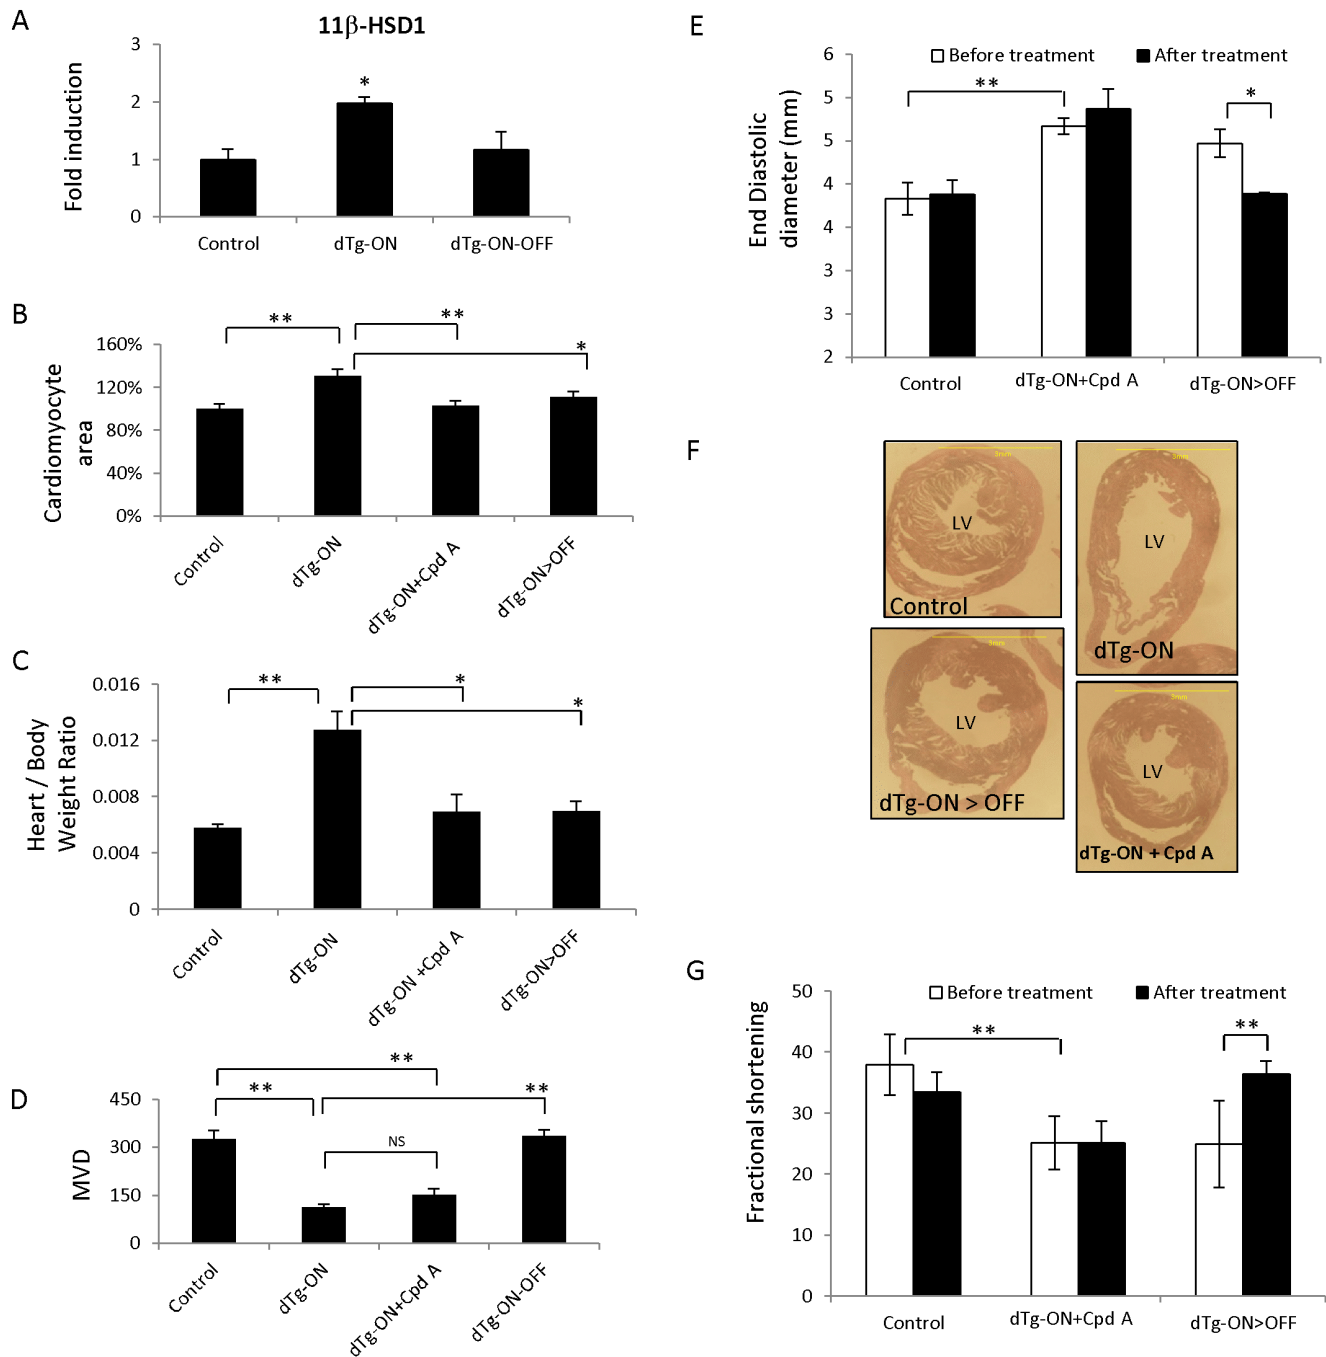 A
11β-HSD1
Fold induction
3
2
1
0
*
Control
dTg-ON
dTg-ON-OFF
B
Cardiomyocyte
area
160%
120%
80%
40%
0%
**
**
*
Control
dTg-ON
dTg-ON+Cpd A
dTg-ON>OFF
C
Heart / Body
Weight Ratio
0.016
0.012
0.008
0.004
0
**
*
*
Control
dTg-ON
dTg-ON +Cpd A
dTg-ON>OFF
D
MVD
450
300
150
0
**
**
**
NS
Control
dTg-ON
dTg-ON+Cpd A
dTg-ON-OFF
E
End Diastolic
diameter (mm)
6
5
5
4
4
3
3
2
Before treatment
After treatment
**
*
Control
dTg-ON+Cpd A
dTg-ON>OFF
F
3mm
LV
Control
3mm
LV
dTg-ON
3mm
LV
dTg-ON > OFF
3mm
LV
dTg-ON + Cpd A
G
Fractional shortening
50
40
30
20
10
0
Before treatment
After treatment
**
**
Control
dTg-ON+Cpd A
dTg-ON>OFF